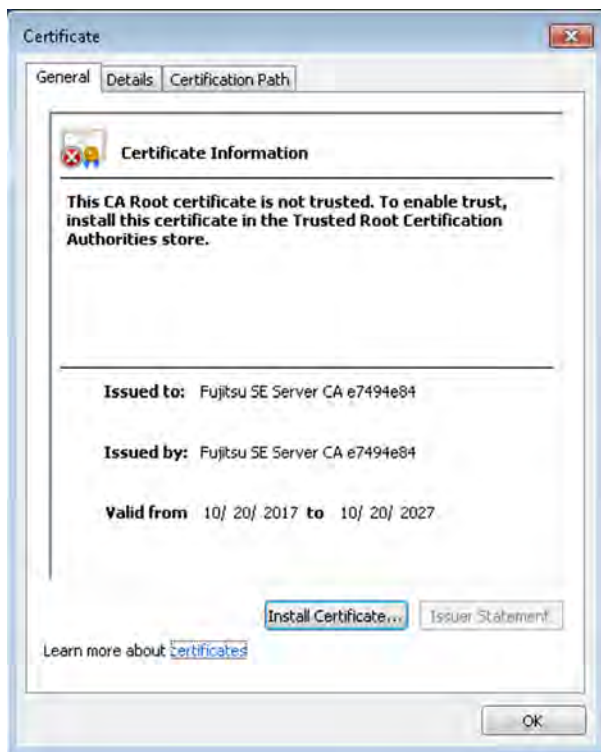 Certificate
General
Details
Certification Path
Certificate Information
This CA Root certificate is not trusted. To enable trust,
install this certificate in the Trusted Root Certification
Authorities store.
Issued to: Fujitsu SE Server CA e7494e84
Issued by: Fujitsu SE Server CA e7494e84
Valid from 10/ 20/ 2017 to 10/ 20/ 2027
Install Certificate...
Issuer Statement
Learn more about certificates
OK